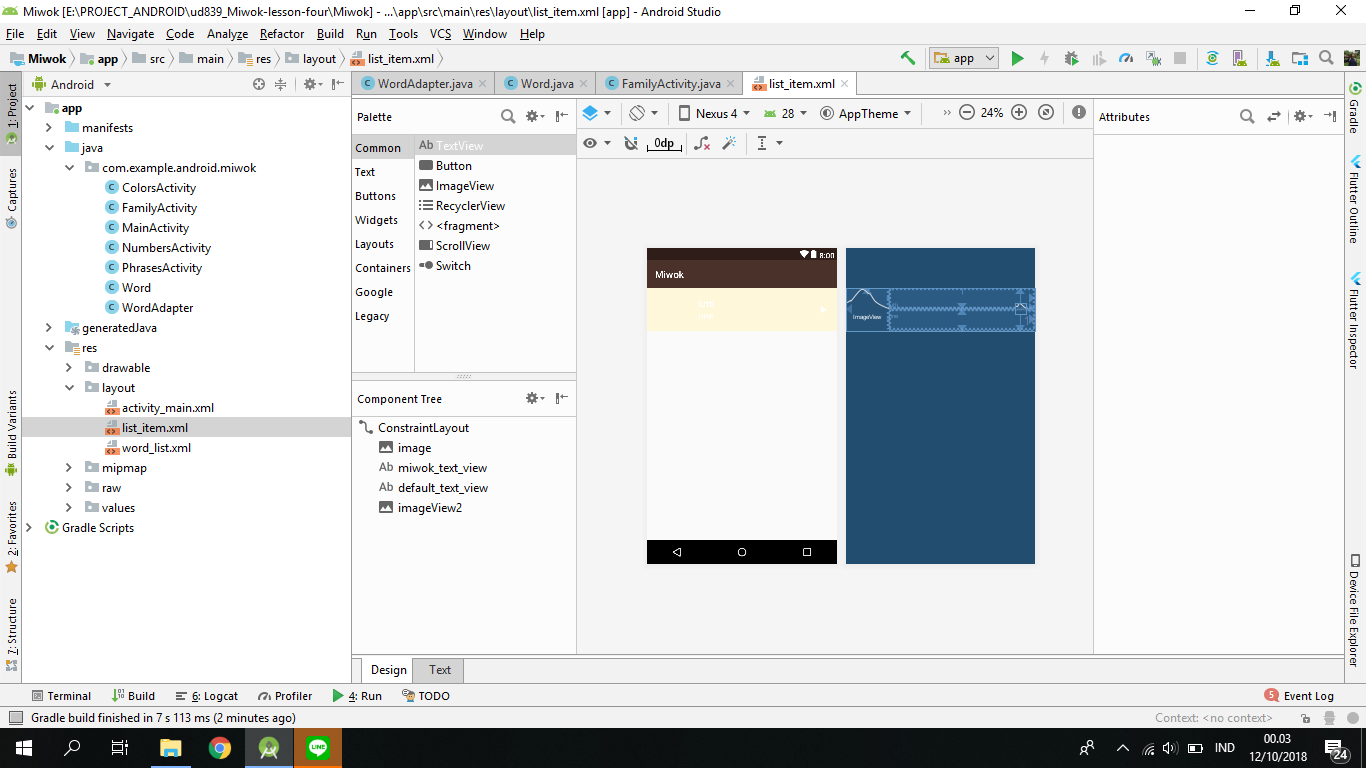 Miwok [E:\PROJECT_ANDROID\ud839_Miwok-lesson-four\Miwok] - ...\app\src\main\res\layout\list_item.xml [app] - Android Studio
File Edit View Navigate Code Analyze Refactor Build Run Tools VCS Window Help
Miwok app src main res layout list_item.xml app
1: Project
Captures
Build Variants
2: Favorites
7: Structure
Android
app
manifests
java
com.example.android.miwok
ColorsActivity
FamilyActivity
MainActivity
NumbersActivity
PhrasesActivity
Word
WordAdapter
generatedJava
res
drawable
layout
activity_main.xml
list_item.xml
word_list.xml
mipmap
raw
values
Gradle Scripts
WordAdapter.java Word.java FamilyActivity.java list_item.xml
Palette
Common
Text
Buttons
Widgets
Layouts
Containers
Google
Legacy
Ab TextView
Button
ImageView
RecyclerView
<fragment>
ScrollView
Switch
Component Tree
ConstraintLayout
image
Ab miwok_text_view
Ab default_text_view
imageView2
Nexus 4 28 AppTheme 24%
0dp
8:00
Miwok
ImageView
Attributes
Gradle
Flutter Outline
Flutter Inspector
Device File Explorer
Design Text
Terminal Build 6: Logcat Profiler 4: Run TODO 5 Event Log
Gradle build finished in 7 s 113 ms (2 minutes ago) Context: <no context>
LINE
IND
00.03
12/10/2018
24